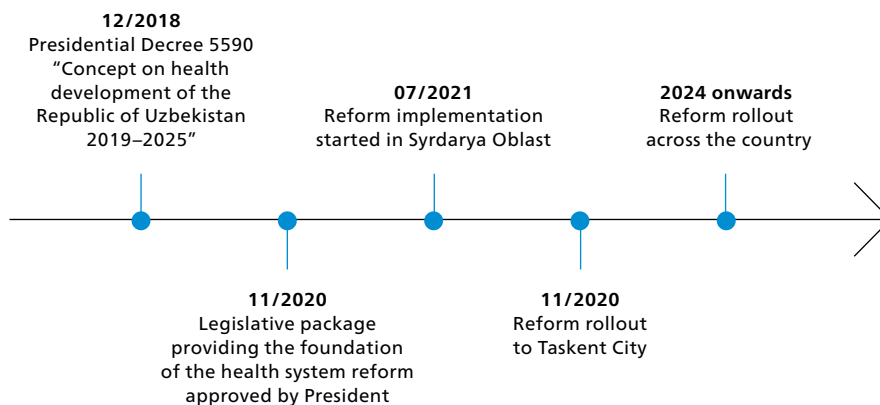 12/2018
Presidential Decree 5590
“Concept on health
development of the
Republic of Uzbekistan
2019–2025”
11/2020
Legislative package
providing the foundation
of the health system reform
approved by President
07/2021
Reform implementation
started in Syrdarya Oblast
11/2020
Reform rollout
to Taskent City
2024 onwards
Reform rollout
across the country